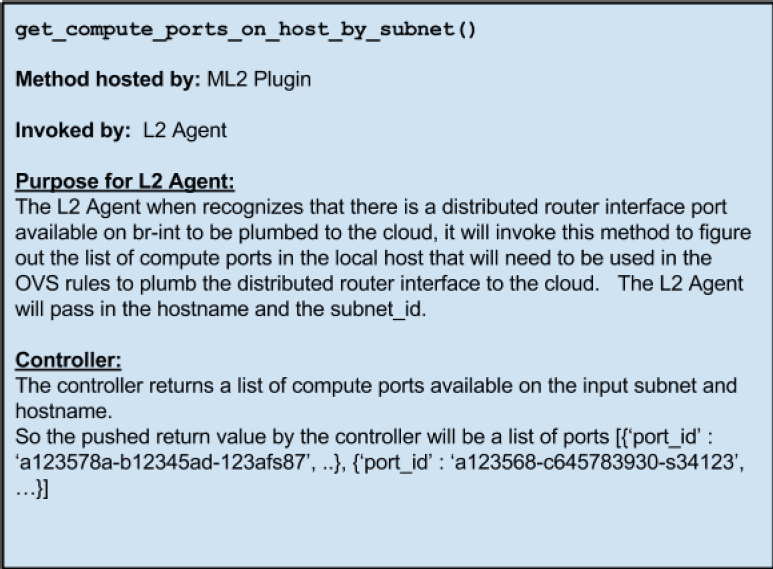 get_compute_ports_on_host_by_subnet()
Method hosted by: ML2 Plugin
Invoked by:  L2 Agent
Purpose for L2 Agent:
The L2 Agent when recognizes that there is a distributed router interface port
available on br-int to be plumbed to the cloud, it will invoke this method to figure
out the list of compute ports in the local host that will need to be used in the
OVS rules to plumb the distributed router interface to the cloud.   The L2 Agent
will pass in the hostname and the subnet_id.
Controller:
The controller returns a list of compute ports available on the input subnet and
hostname.
So the pushed return value by the controller will be a list of ports [{‘port_id’ :
‘a123578a-b12345ad-123afs87’, ..}, {‘port_id’ : ‘a123568-c645783930-s34123’,
…}]